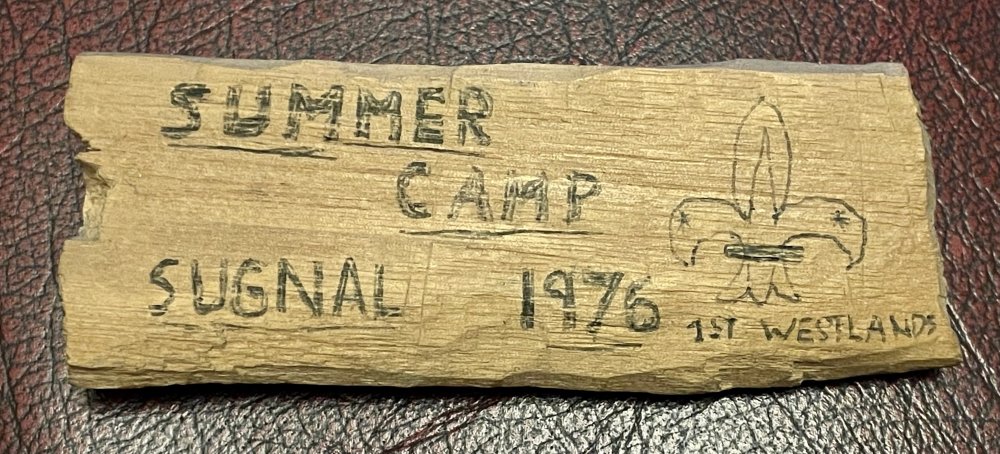 SUMMER
CAMP
SUGNAL 1976
1ST WESTLANDS